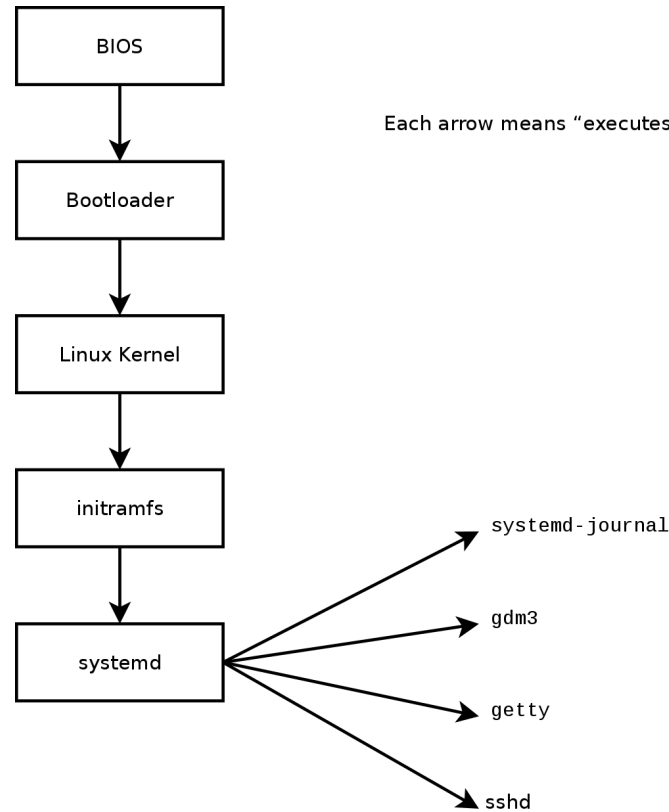 BIOS
Each arrow means “executes
Bootloader
Linux Kernel
initramfs
systemd-journal
gdm3
systemd
getty
sshd